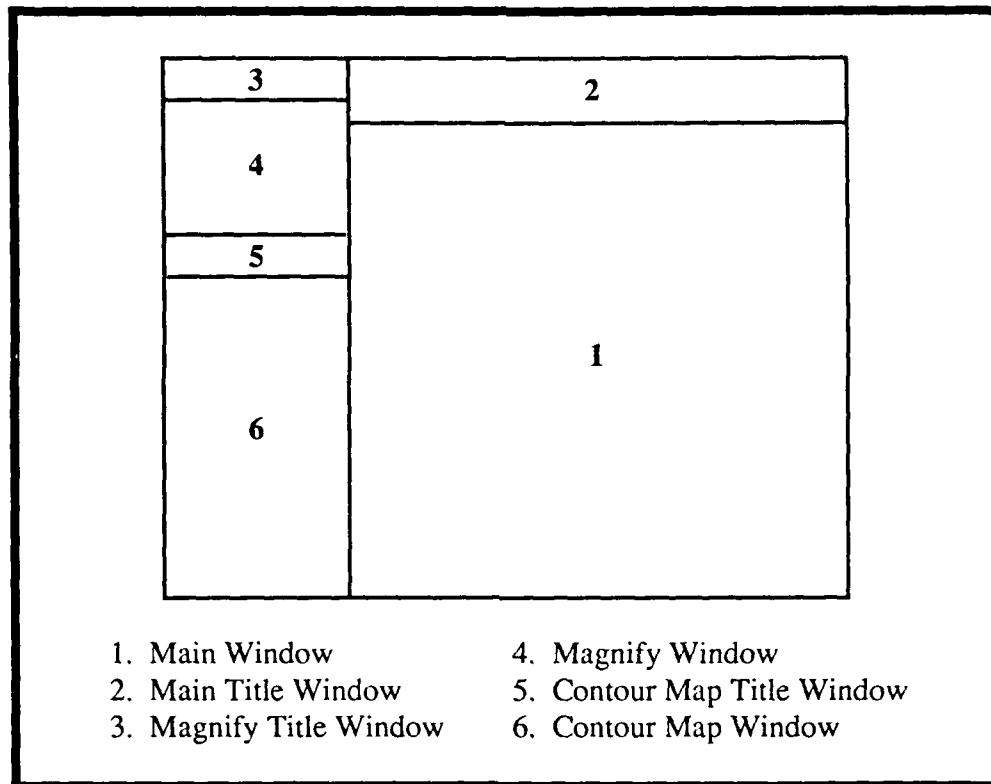 3
2
4
5
1
6
1. Main Window
2. Main Title Window
3. Magnify Title Window
4. Magnify Window
5. Contour Map Title Window
6. Contour Map Window